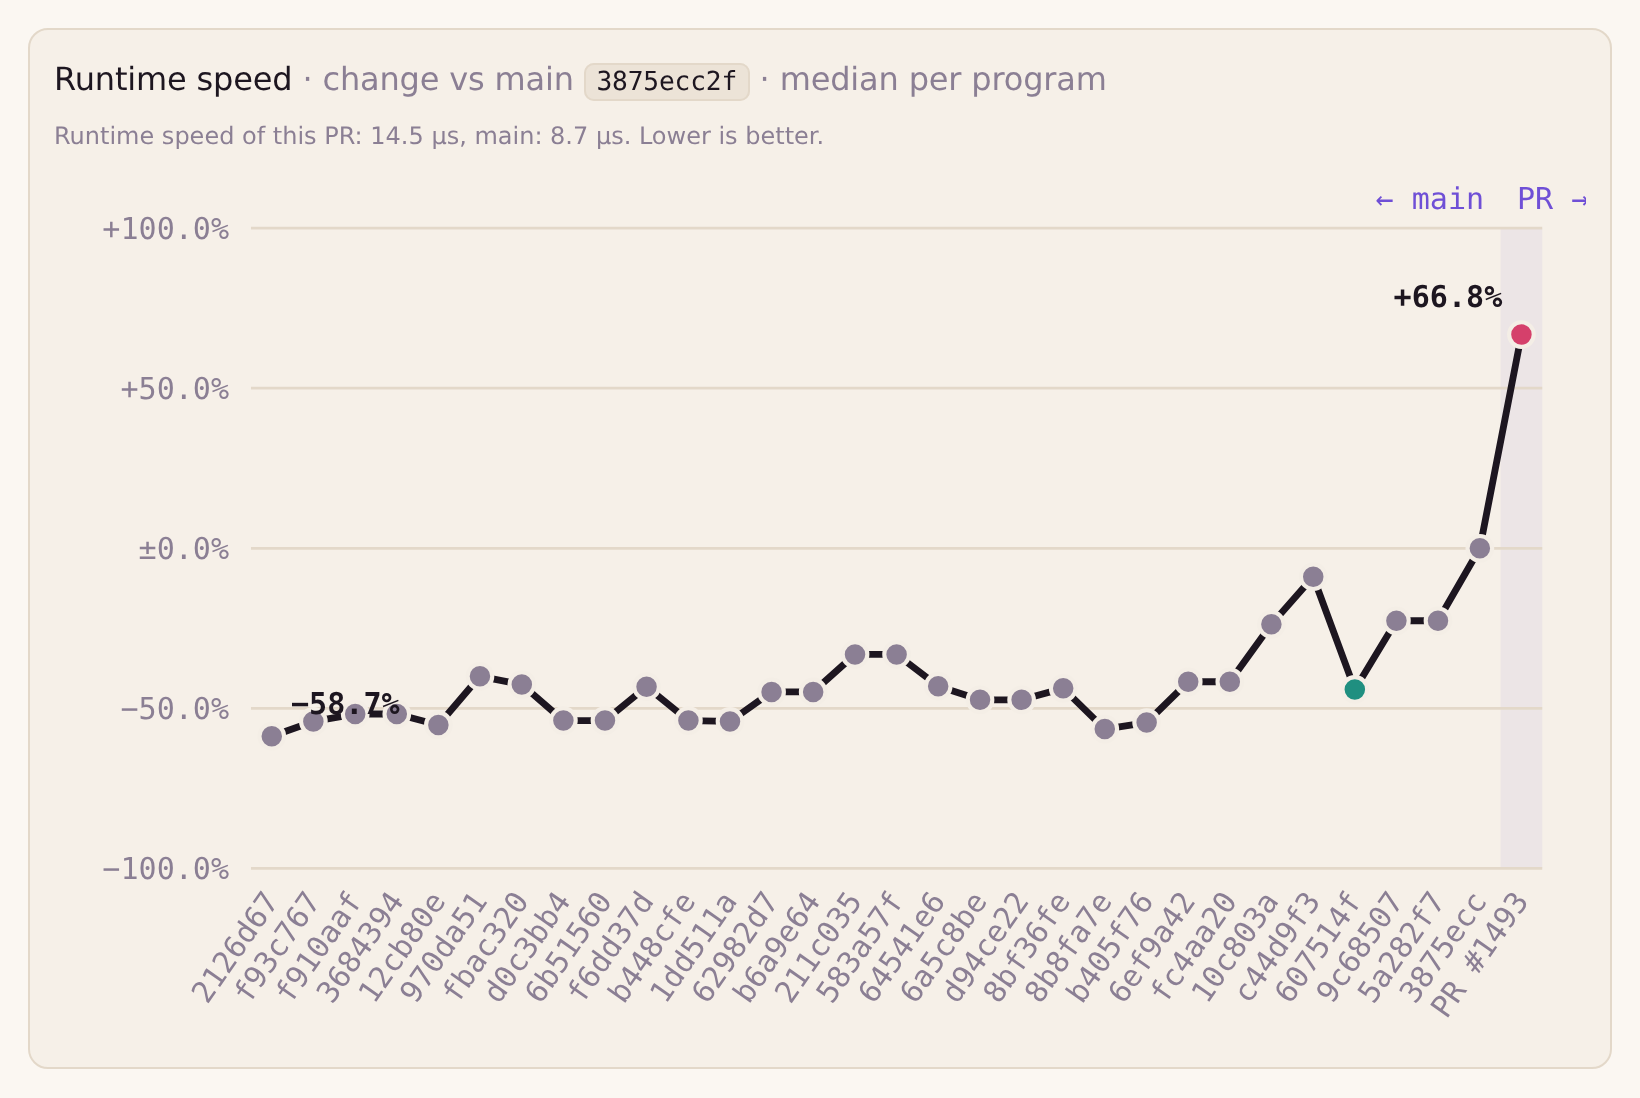 Runtime speed · change vs main 3875ecc2f · median per program
Runtime speed of this PR: 14.5 µs, main: 8.7 µs. Lower is better.
← main PR →
+100.0%
+66.8%
+50.0%
±0.0%
−58.7%
−50.0%
−100.0%
2126d67
f93c767
f910aaf
3684394
12cb80e
970da51
fbac320
d0c3bb4
6b51560
f6dd37d
b448cfe
1dd511a
62982d7
b6a9e64
211c035
583a57f
64541e6
6a5c8be
d94ce22
8bf36fe
8b8fa7e
b405f76
6ef9a42
fc4aa20
10c803a
c44d9f3
607514f
9c68507
5a282f7
3875ecc
PR #1493